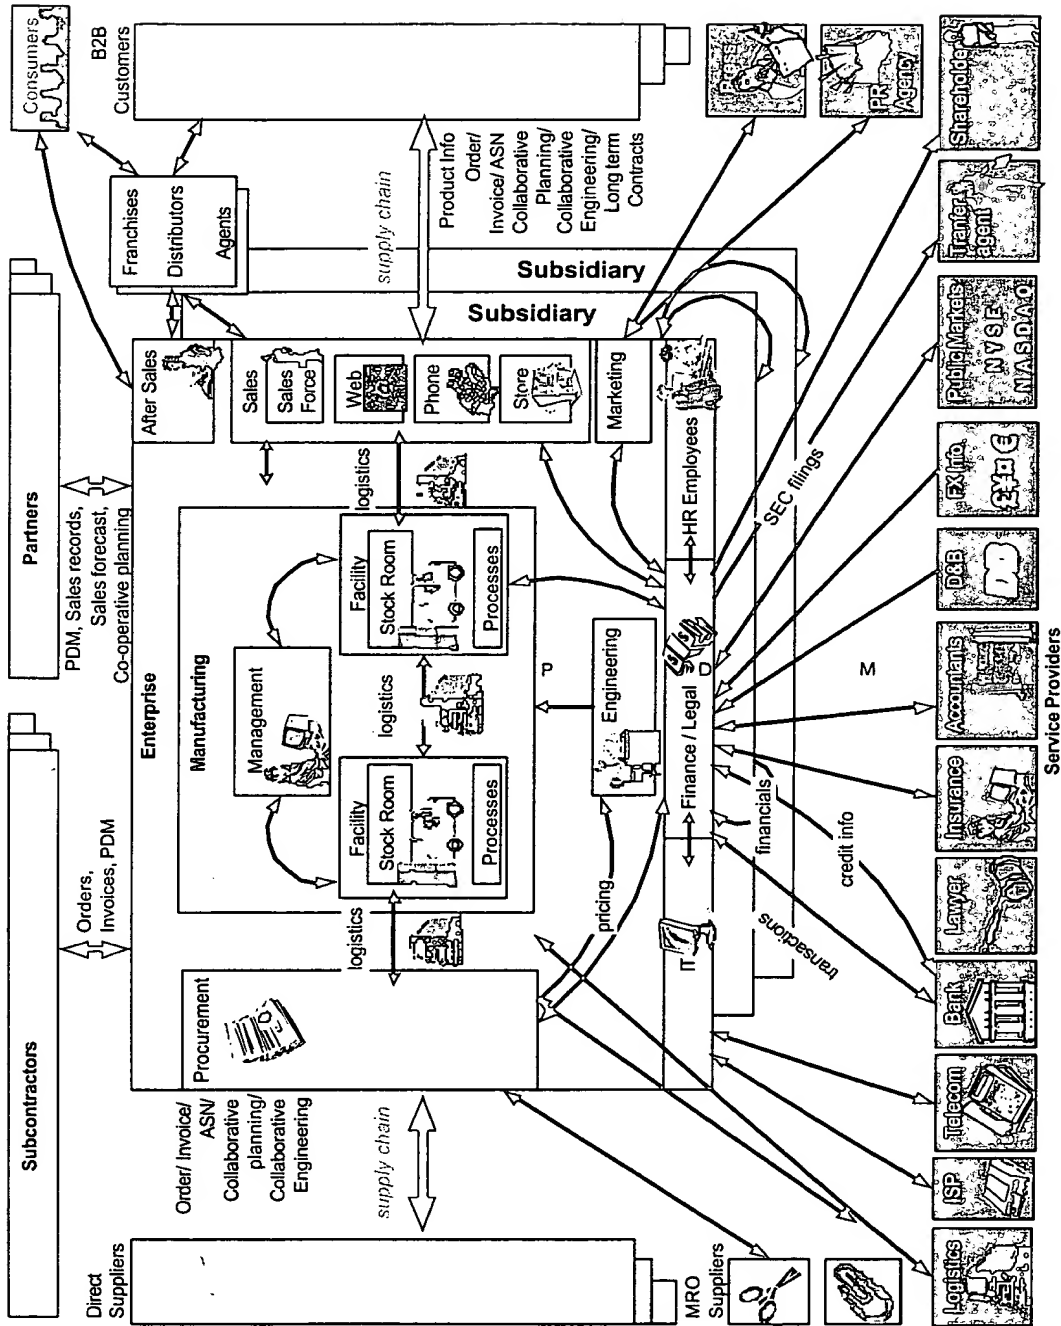 Subcontractors
Partners
Orders,
Invoices, PDM
PDM, Sales records,
Sales forecast,
Co-operative planning
Direct
Suppliers
supply chain
Order/ Invoice/
ASN/
Collaborative
planning/
Collaborative
Engineering
Enterprise
Procurement
logistics
Manufacturing
Management
Facility
Stock Room
Processes
logistics
Facility
Stock Room
Processes
logistics
After Sales
Sales
Sales
Force
Web
Phone
Store
Marketing
Franchises
Distributors
Agents
Consumers
B2B
Customers
supply chain
Product Info
Order/
Invoice/ ASN
Collaborative
Planning/
Collaborative
Engineering/
Long term
Contracts
Subsidiary
Subsidiary
P
Engineering
pricing
IT
Finance / Legal
D
HR Employees
financials
transactions
credit info
M
SEC filings
MRO
Suppliers
Press
PR
Agency
Logistics
ISP
Telecom
Bank
Lawyer
Insurance
Accountants
D&B
FX Info
£¥¤ €
Public Markets
NYSE
NASDAQ
Tranfer
agent
Shareholder
Service Providers